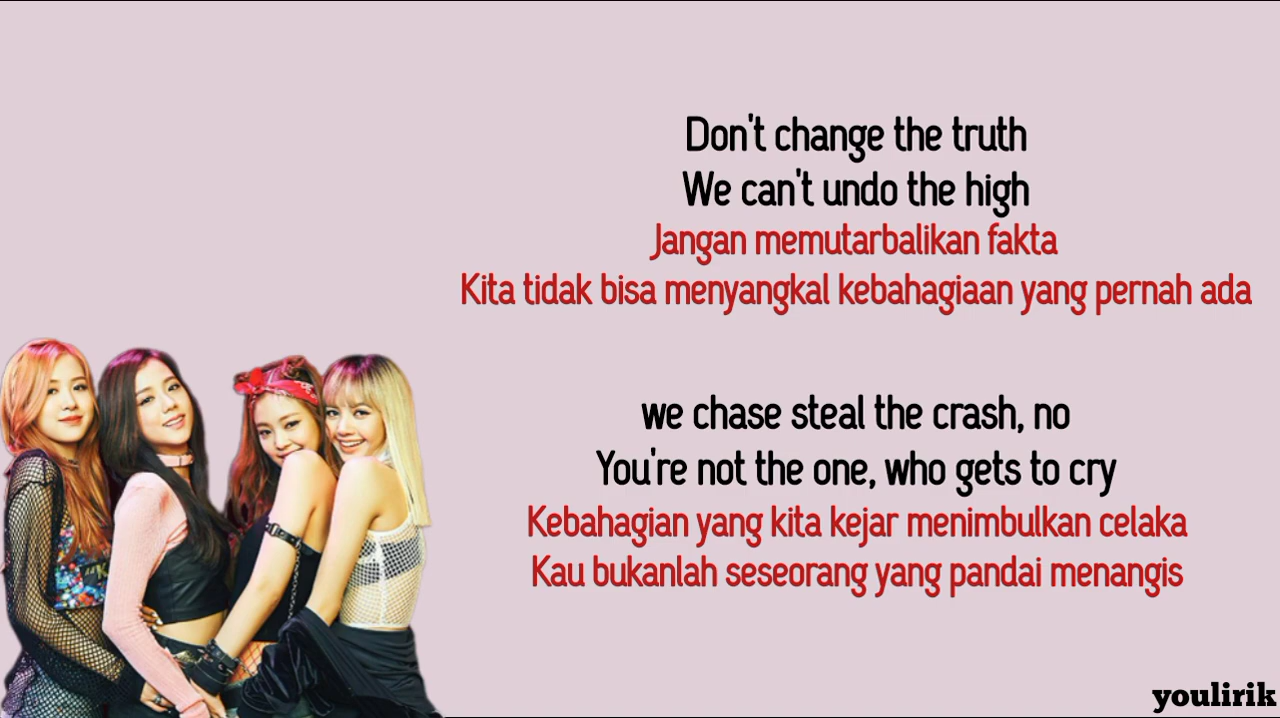 Don't change the truth
We can't undo the high
Jangan memutarbalikan fakta
Kita tidak bisa menyangkal kebahagiaan yang pernah ada
we chase steal the crash, no
You're not the one, who gets to cry
Kebahagian yang kita kejar menimbulkan celaka
Kau bukanlah seseorang yang pandai menangis
youlirik